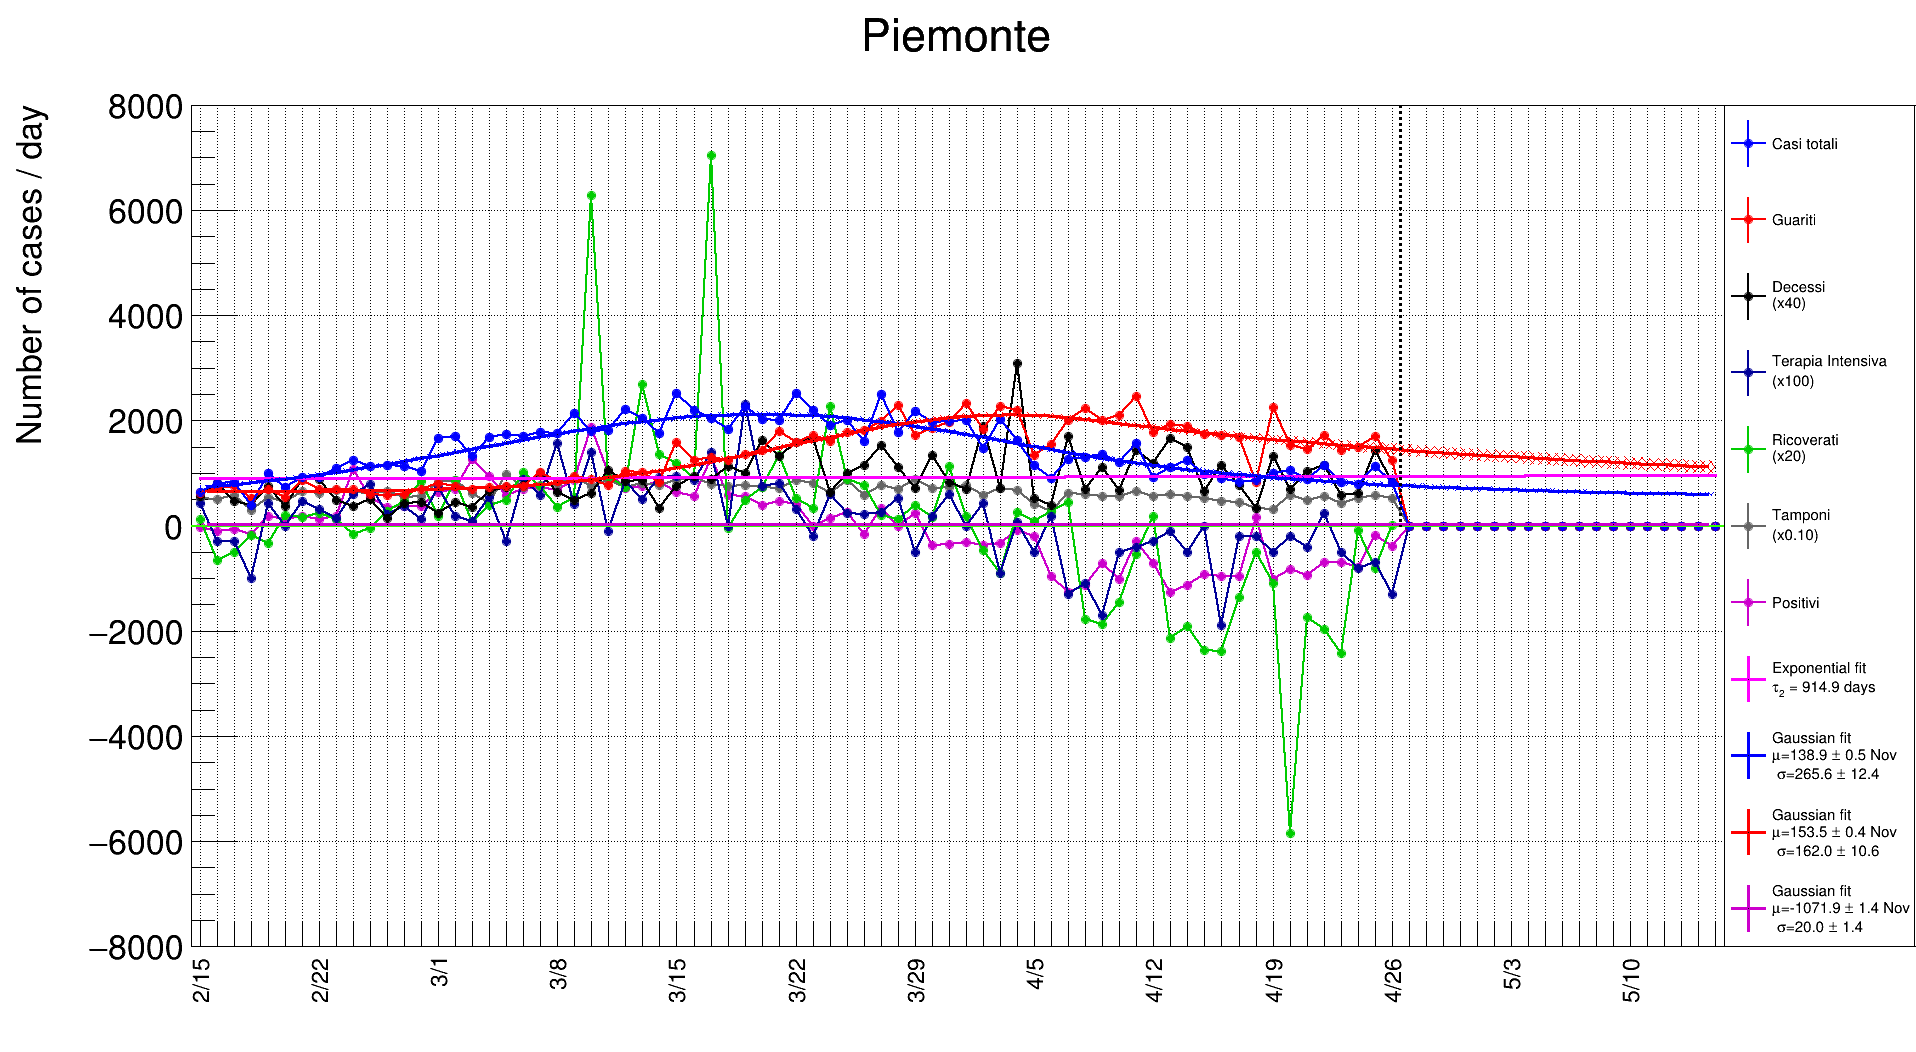 Piemonte
Number of cases / day
8000
6000
4000
2000
0
−2000
−4000
−6000
−8000
2/15
2/22
3/1
3/8
3/15
3/22
3/29
4/5
4/12
4/19
4/26
5/3
5/10
Casi totali
Guariti
Decessi
(x40)
Terapia Intensiva
(x100)
Ricoverati
(x20)
Tamponi
(x0.10)
Positivi
Exponential fit
τ2 = 914.9 days
Gaussian fit
μ=138.9 ± 0.5 Nov
σ=265.6 ± 12.4
Gaussian fit
μ=153.5 ± 0.4 Nov
σ=162.0 ± 10.6
Gaussian fit
μ=-1071.9 ± 1.4 Nov
σ=20.0 ± 1.4